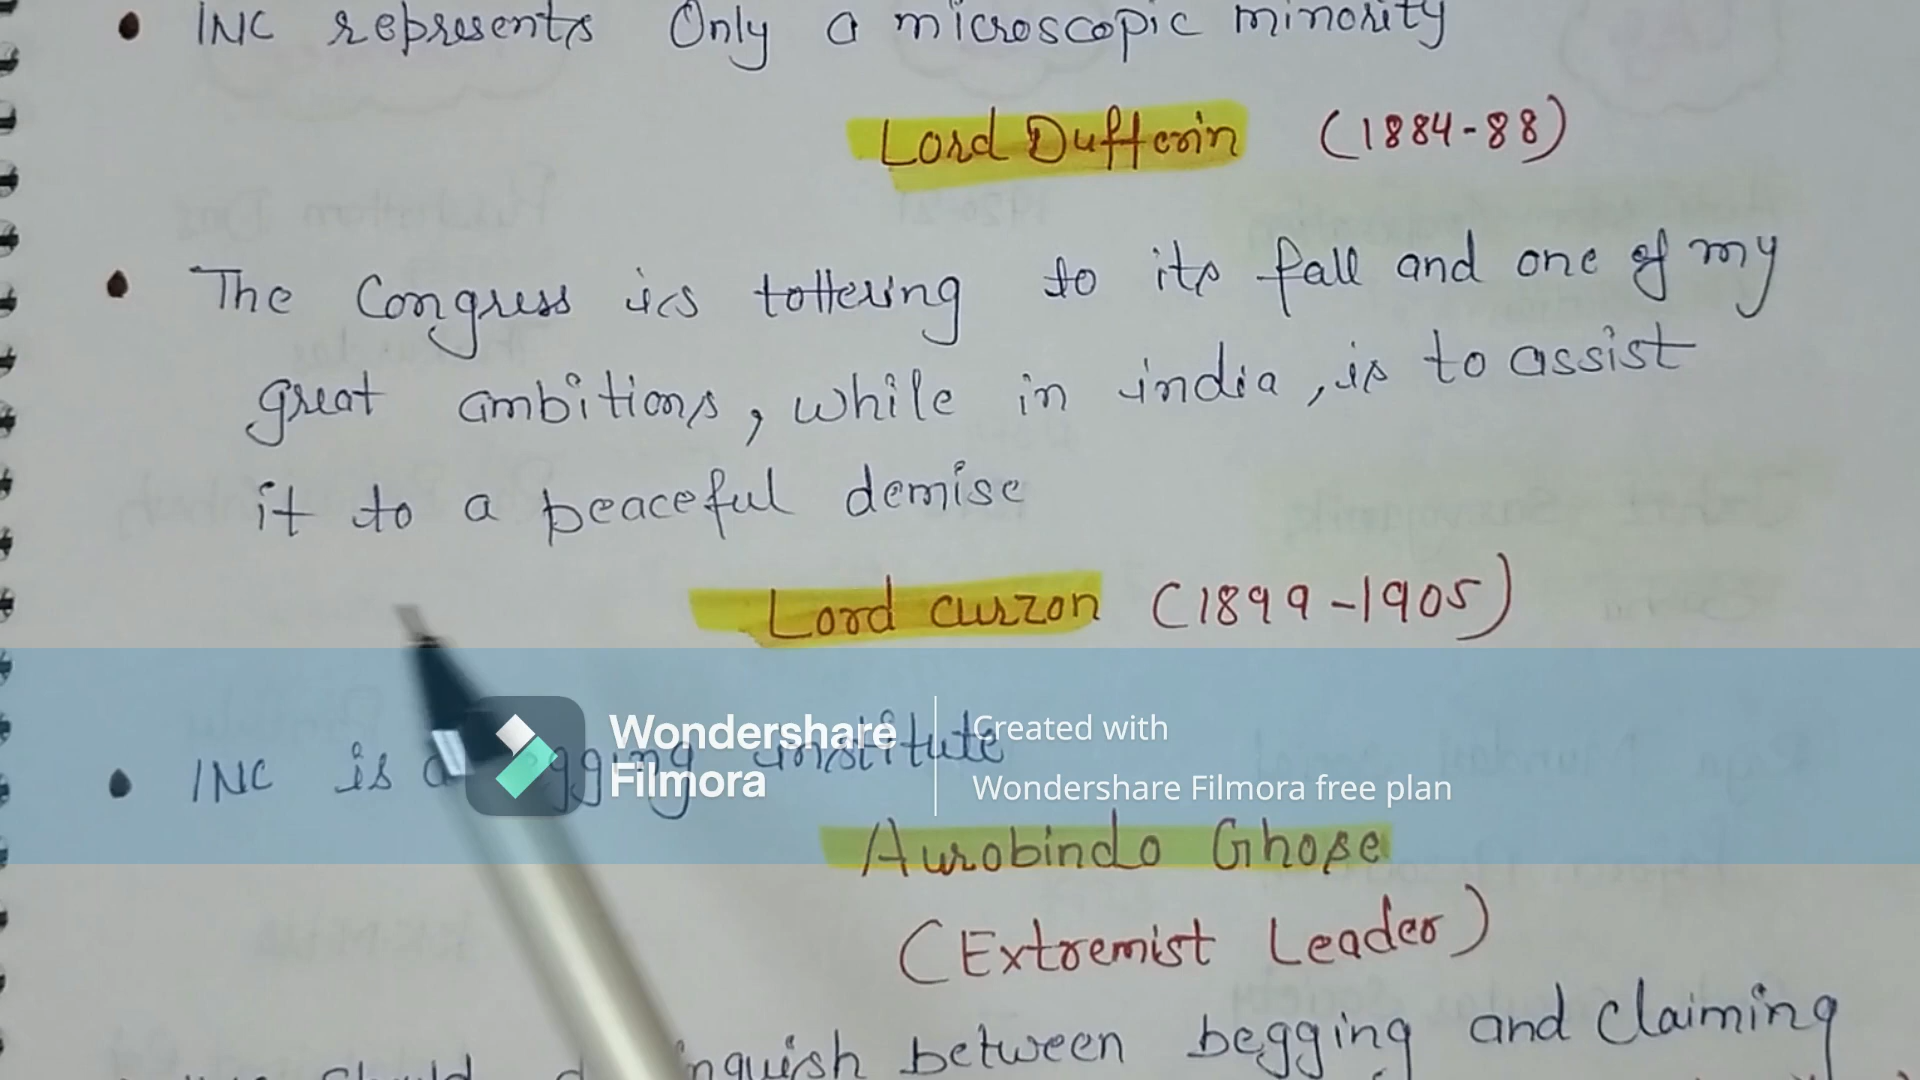 • INC represents Only a microscopic minority
Lord Dufferin (1884-88)
• The Congress is tottering to its fall and one of my
great ambitions, while in india, is to assist
it to a peaceful demise
Lord Curzon (1899-1905)
• INC is a institute
Wondershare Filmora
Created with
Wondershare Filmora free plan
Aurobindo Ghose
(Extremist Leader)
should between begging and claiming